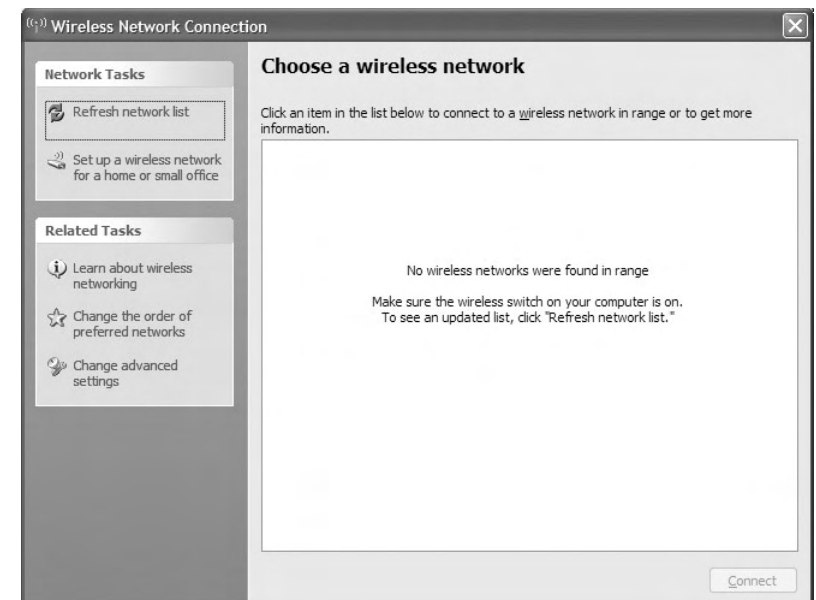 Wireless Network Connection
Network Tasks
Refresh network list
Set up a wireless network
for a home or small office
Related Tasks
Learn about wireless
networking
Change the order of
preferred networks
Change advanced
settings
Choose a wireless network
Click an item in the list below to connect to a wireless network in range or to get more
information.
No wireless networks were found in range
Make sure the wireless switch on your computer is on.
To see an updated list, click "Refresh network list."
Connect